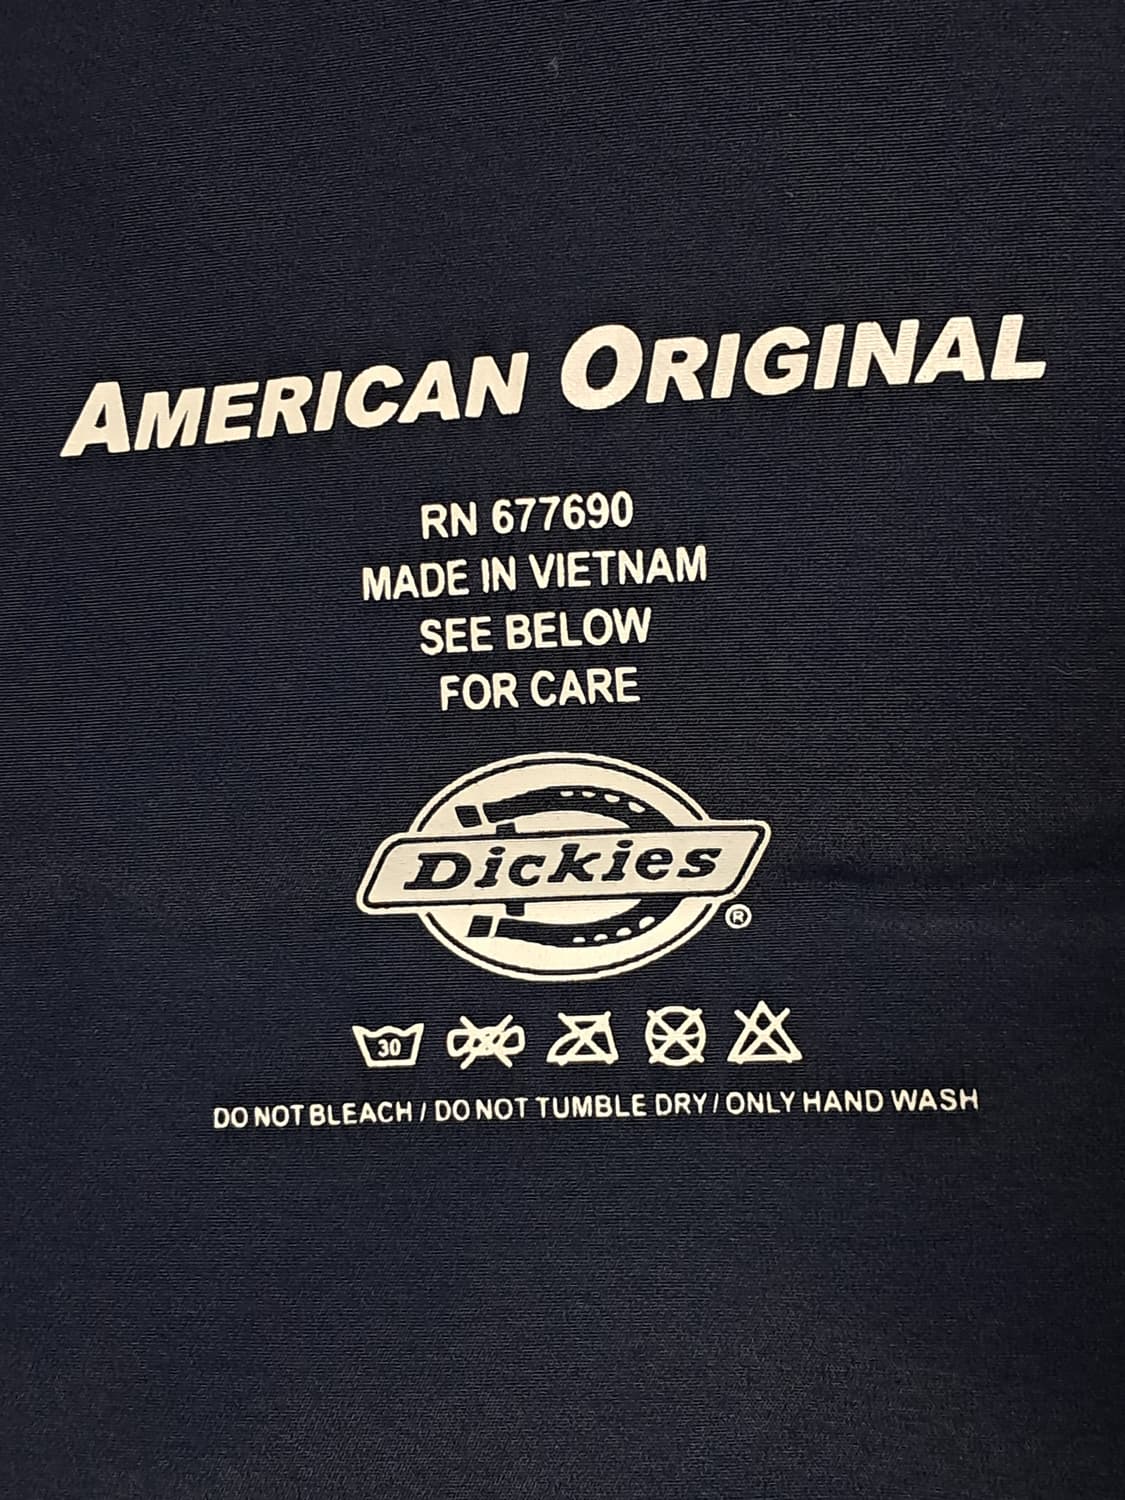 AMERICAN ORIGINAL
RN 677690
MADE IN VIETNAM
SEE BELOW
FOR CARE
Dickies
®
30
DO NOT BLEACH / DO NOT TUMBLE DRY / ONLY HAND WASH